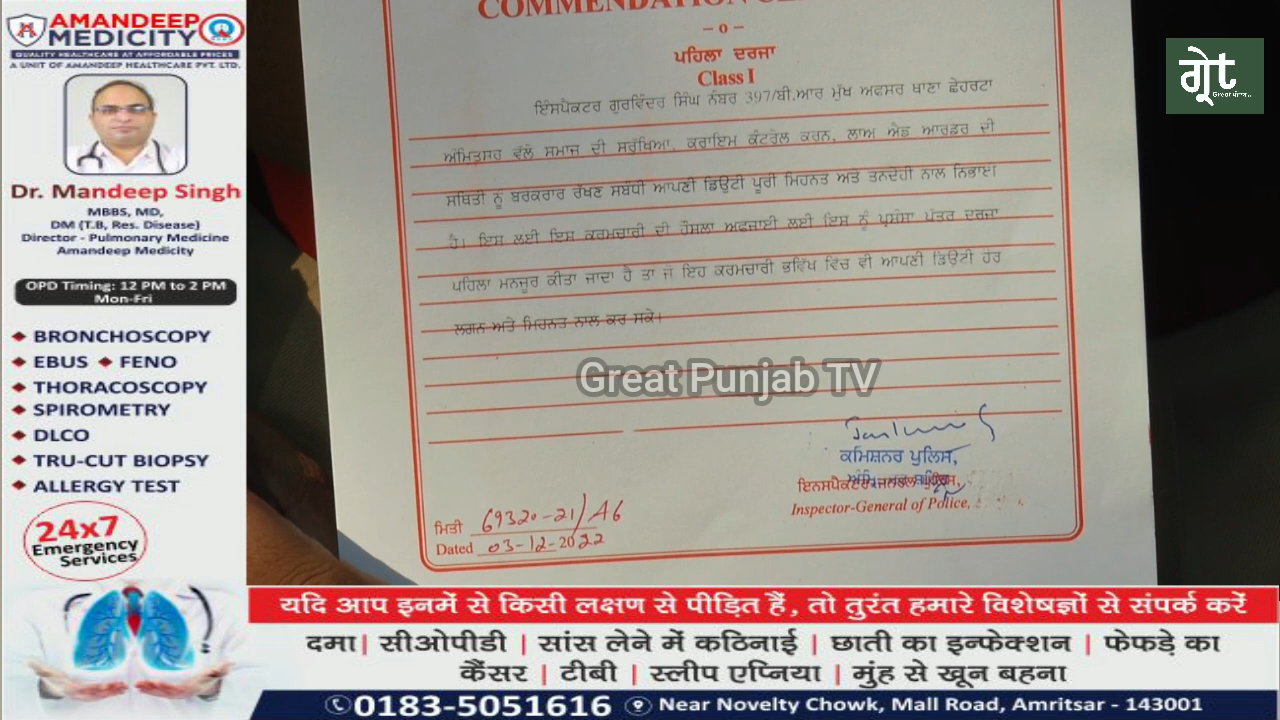 AMANDEEP
MEDICITY
QUALITY HEALTHCARE AT AFFORDABLE PRICES
A UNIT OF AMANDEEP HEALTHCARE PVT. LTD.
Dr. Mandeep Singh
MBBS, MD,
DM (T.B, Res. Disease)
Director - Pulmonary Medicine
Amandeep Medicity
OPD Timing: 12 PM to 2 PM
Mon-Fri
BRONCHOSCOPY
EBUS FENO
THORACOSCOPY
SPIROMETRY
DLCO
TRU-CUT BIOPSY
ALLERGY TEST
24x7
Emergency
Services
COMMENDATION
– o –
ਪਹਿਲਾ ਦਰਜਾ
Class I
ਇੰਸਪੈਕਟਰ ਗੁਰਵਿੰਦਰ ਸਿੰਘ ਨੰਬਰ 397/ਬੀ.ਆਰ ਮੁੱਖ ਅਫਸਰ ਥਾਣਾ ਛੇਹਰਟਾ
ਅੰਮ੍ਰਿਤਸਰ ਵੱਲੋ ਸਮਾਜ ਦੀ ਸਰੱਖਿਆ, ਕਰਾਇਮ ਕੰਟਰੋਲ ਕਰਨ, ਲਾਅ ਐਂਡ ਆਰਡਰ ਦੀ
ਸਥਿਤੀ ਨੂੰ ਬਰਕਰਾਰ ਰੱਖਣ ਸਬੰਧੀ ਆਪਣੀ ਡਿਊਟੀ ਪੂਰੀ ਮਿਹਨਤ ਅਤੇ ਤਨਦੇਹੀ ਨਾਲ ਨਿਭਾਈ
ਹੈ। ਇਸ ਲਈ ਇਸ ਕਰਮਚਾਰੀ ਦੀ ਹੌਸਲਾ ਅਫਜਾਈ ਲਈ ਇਸ ਨੂੰ ਪ੍ਰਸੰਸਾ ਪੱਤਰ ਦਰਜਾ
ਪਹਿਲਾ ਮਨਜੂਰ ਕੀਤਾ ਜਾਂਦਾ ਹੈ ਤਾਂ ਜੋ ਇਹ ਕਰਮਚਾਰੀ ਭਵਿੱਖ ਵਿੱਚ ਵੀ ਆਪਣੀ ਡਿਊਟੀ ਹੋਰ
ਲਗਨ ਅਤੇ ਮਿਹਨਤ ਨਾਲ ਕਰ ਸਕੇ।
Great Punjab TV
ਕਮਿਸ਼ਨਰ ਪੁਲਿਸ,
ਇਨਸਪੈਕਟਰ ਜਨਰਲ ਪੁਲਿਸ,
Inspector-General of Police,
ਮਿਤੀ 69320-21/A6
Dated 03-12-2022
ਗ੍ਰੇਟ
Great ਪੰਜਾਬ..
यदि आप इनमें से किसी लक्षण से पीड़ित हैं, तो तुरंत हमारे विशेषज्ञों से संपर्क करें
दमा| सीओपीडी | सांस लेने में कठिनाई | छाती का इन्फेक्शन | फेफड़े का
कैंसर | टीबी | स्लीप एप्निया | मुंह से खून बहना
0183-5051616 Near Novelty Chowk, Mall Road, Amritsar - 143001